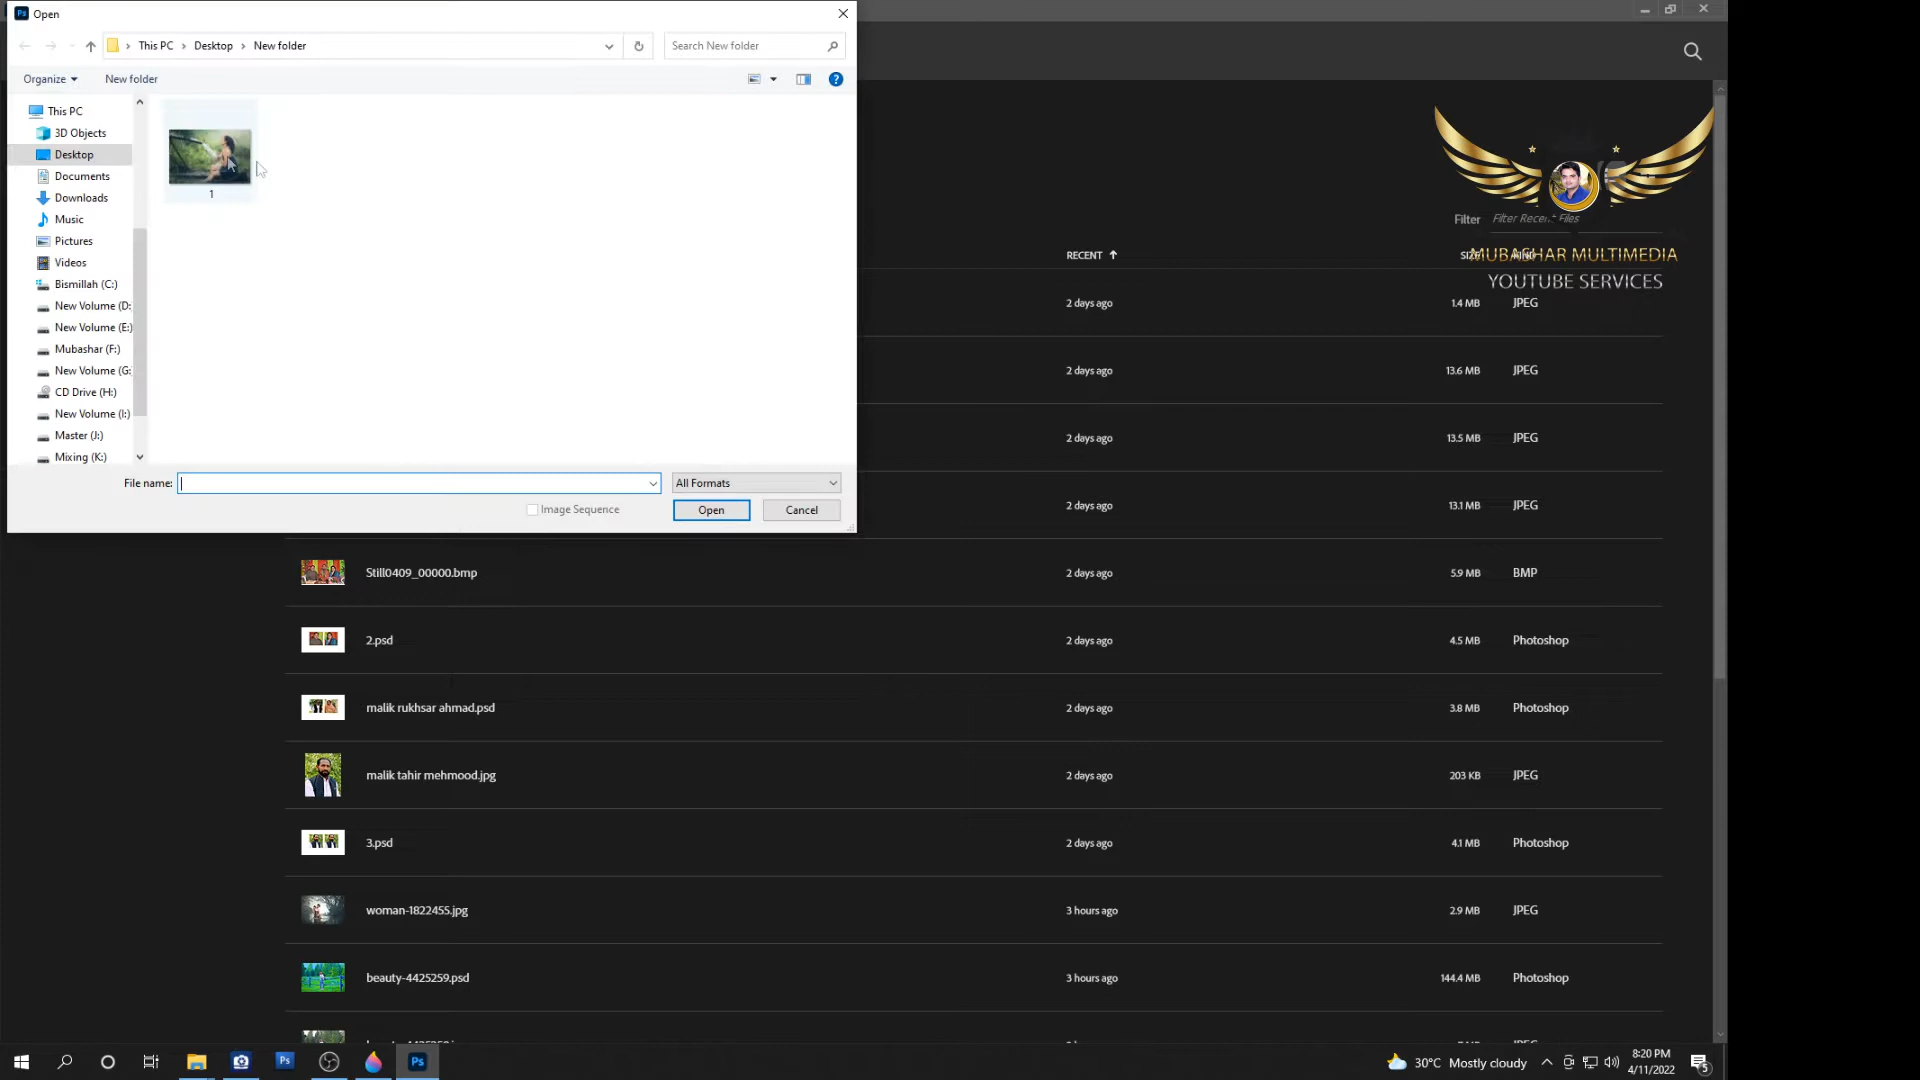 Ps Open
This PC > Desktop > New folder
Search New folder
Organize
New folder
?
This PC
3D Objects
Desktop
Documents
Downloads
Music
Pictures
Videos
Bismillah (C:)
New Volume (D:
New Volume (E:)
Mubashar (F:)
New Volume (G:
CD Drive (H:)
New Volume (I:)
Master (J:)
Mixing (K:)
1
File name:
All Formats
Image Sequence
Open
Cancel
Filter
Filter Recent Files
RECENT
MUBASHAR MULTIMEDIA
YOUTUBE SERVICES
2 days ago 1.4 MB JPEG
2 days ago 13.6 MB JPEG
2 days ago 13.5 MB JPEG
2 days ago 13.1 MB JPEG
Still0409_00000.bmp 2 days ago 5.9 MB BMP
2.psd 2 days ago 4.5 MB Photoshop
malik rukhsar ahmad.psd 2 days ago 3.8 MB Photoshop
malik tahir mehmood.jpg 2 days ago 203 KB JPEG
3.psd 2 days ago 4.1 MB Photoshop
woman-1822455.jpg 3 hours ago 2.9 MB JPEG
beauty-4425259.psd 3 hours ago 144.4 MB Photoshop
Ps
Ps
30°C Mostly cloudy
8:20 PM
4/11/2022
5